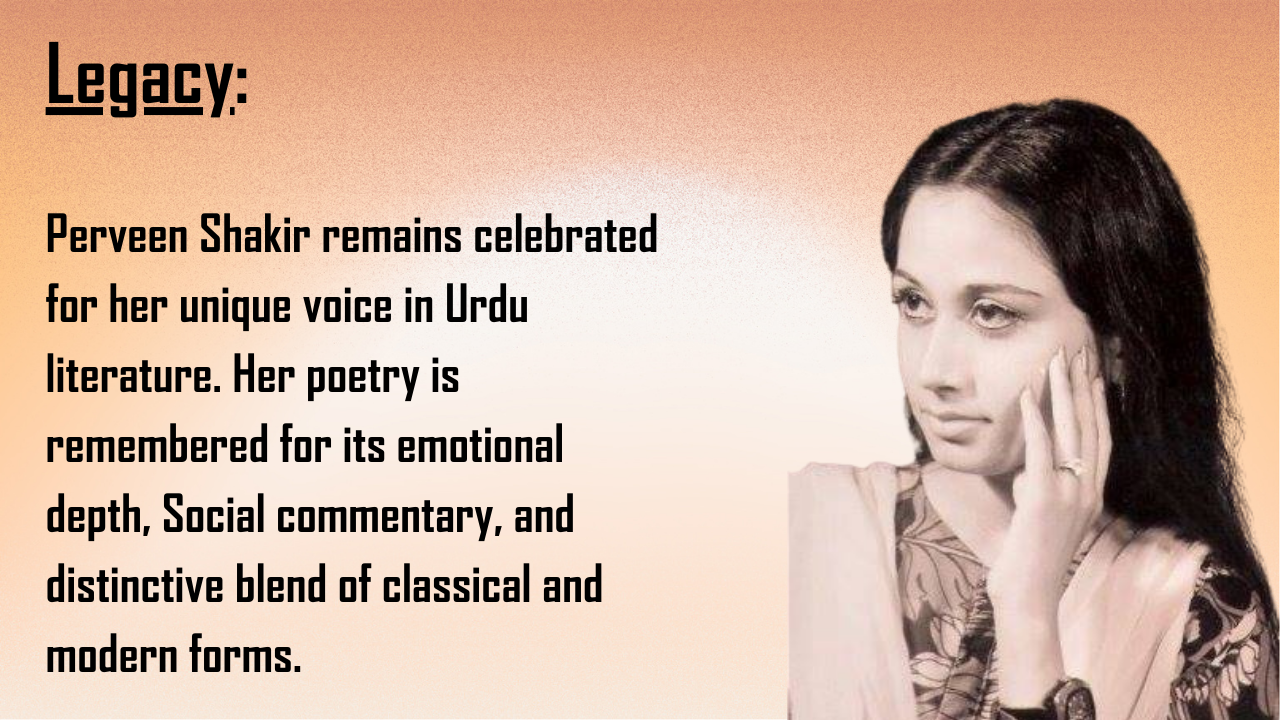 Legacy:
Perveen Shakir remains celebrated
for her unique voice in Urdu
literature. Her poetry is
remembered for its emotional
depth, Social commentary, and
distinctive blend of classical and
modern forms.